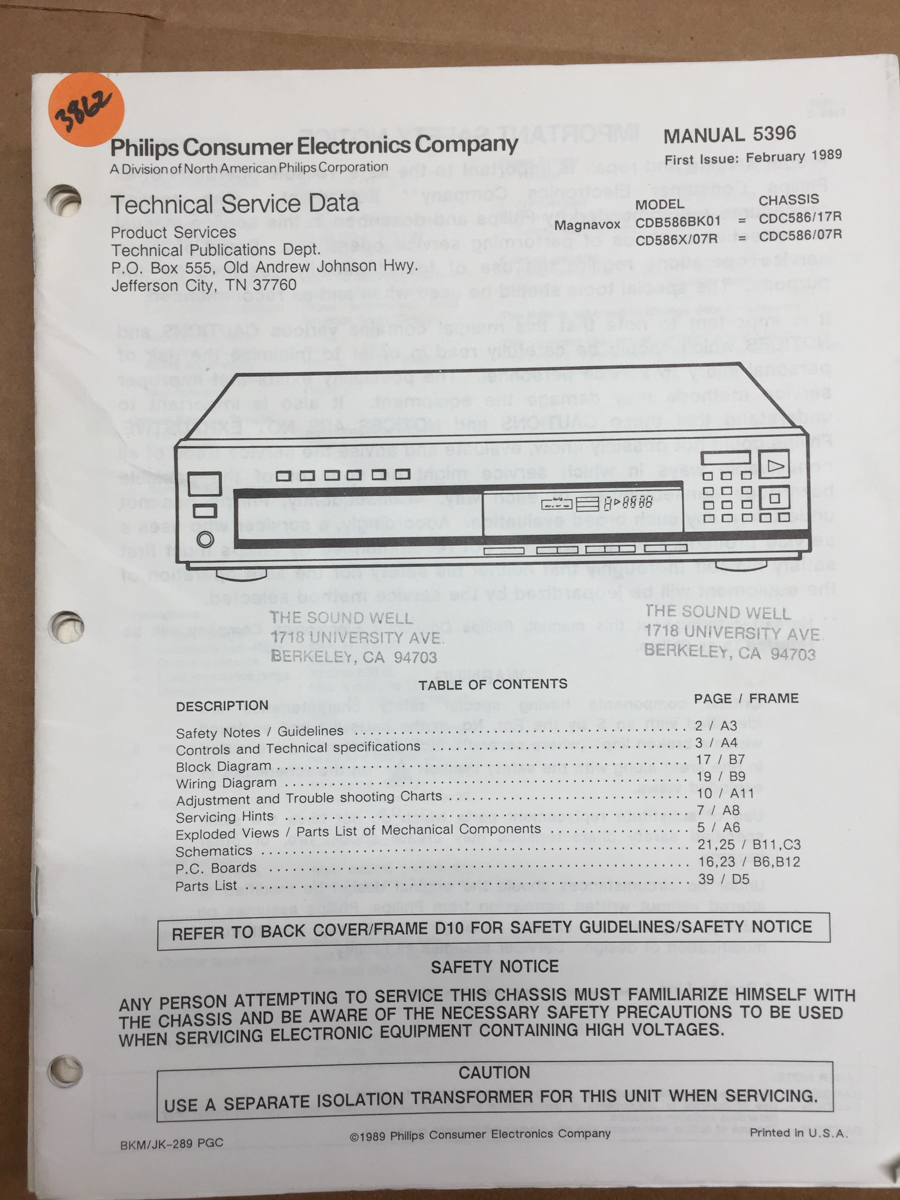 3862
Philips Consumer Electronics Company
A Division of North American Philips Corporation
Technical Service Data
Product Services
Technical Publications Dept.
P.O. Box 555, Old Andrew Johnson Hwy.
Jefferson City, TN 37760
MANUAL 5396
First Issue: February 1989
MODEL CHASSIS
Magnavox CDB586BK01 = CDC586/17R
CD586X/07R = CDC586/07R
THE SOUND WELL
1718 UNIVERSITY AVE.
BERKELEY, CA 94703
THE SOUND WELL
1718 UNIVERSITY AVE.
BERKELEY, CA 94703
TABLE OF CONTENTS
DESCRIPTION PAGE / FRAME
Safety Notes / Guidelines 2 / A3
Controls and Technical specifications 3 / A4
Block Diagram 17 / B7
Wiring Diagram 19 / B9
Adjustment and Trouble shooting Charts 10 / A11
Servicing Hints 7 / A8
Exploded Views / Parts List of Mechanical Components 5 / A6
Schematics 21,25 / B11,C3
P.C. Boards 16,23 / B6,B12
Parts List 39 / D5
REFER TO BACK COVER/FRAME D10 FOR SAFETY GUIDELINES/SAFETY NOTICE
SAFETY NOTICE
ANY PERSON ATTEMPTING TO SERVICE THIS CHASSIS MUST FAMILIARIZE HIMSELF WITH
THE CHASSIS AND BE AWARE OF THE NECESSARY SAFETY PRECAUTIONS TO BE USED
WHEN SERVICING ELECTRONIC EQUIPMENT CONTAINING HIGH VOLTAGES.
CAUTION
USE A SEPARATE ISOLATION TRANSFORMER FOR THIS UNIT WHEN SERVICING.
BKM/JK-289 PGC
©1989 Philips Consumer Electronics Company
Printed in U.S.A.